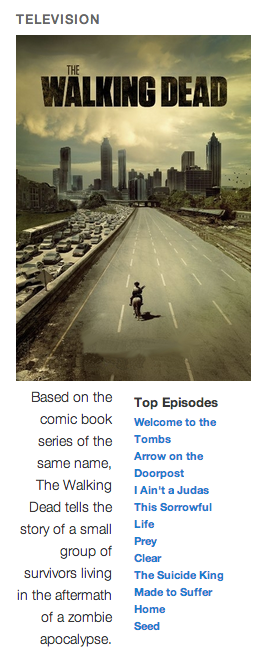 TELEVISION
THE
WALKING DEAD
Based on the
comic book
series of the
same name,
The Walking
Dead tells the
story of a small
group of
survivors living
in the aftermath
of a zombie
apocalypse.
Top Episodes
Welcome to the
Tombs
Arrow on the
Doorpost
I Ain't a Judas
This Sorrowful
Life
Prey
Clear
The Suicide King
Made to Suffer
Home
Seed